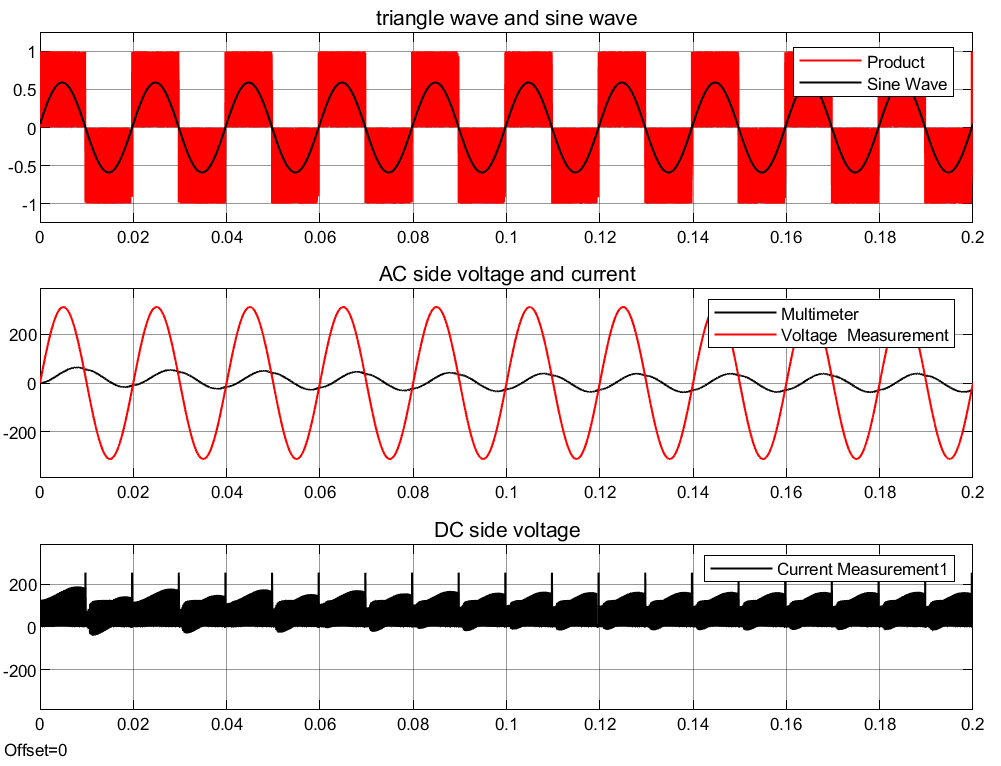 triangle wave and sine wave
1
0.5
0
-0.5
-1
Product
Sine Wave
0 0.02 0.04 0.06 0.08 0.1 0.12 0.14 0.16 0.18 0.2
AC side voltage and current
200
0
-200
Multimeter
Voltage Measurement
0 0.02 0.04 0.06 0.08 0.1 0.12 0.14 0.16 0.18 0.2
DC side voltage
200
0
-200
Current Measurement1
0 0.02 0.04 0.06 0.08 0.1 0.12 0.14 0.16 0.18 0.2
Offset=0